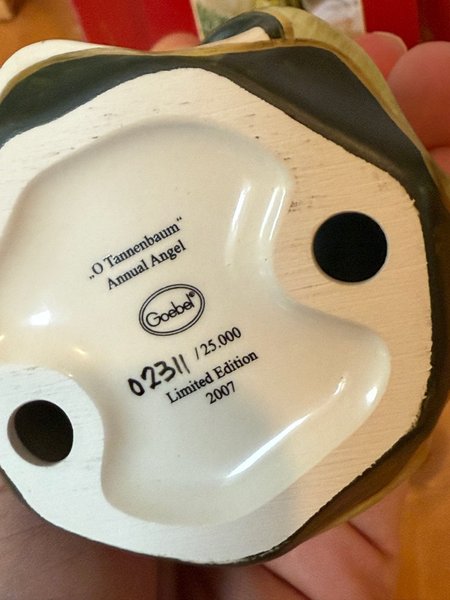 „O Tannenbaum“
Annual Angel
Goebel®
02311 / 25.000
Limited Edition
2007